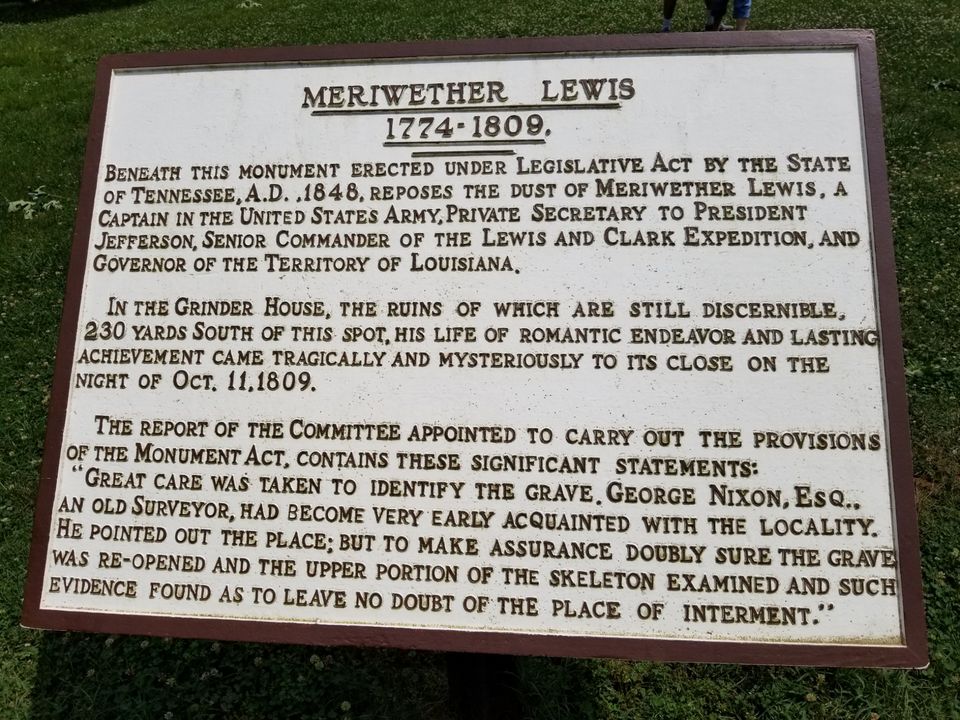 MERIWETHER LEWIS
1774-1809.
BENEATH THIS MONUMENT ERECTED UNDER LEGISLATIVE ACT BY THE STATE
OF TENNESSEE, A.D. ,1848, REPOSES THE DUST OF MERIWETHER LEWIS, A
CAPTAIN IN THE UNITED STATES ARMY, PRIVATE SECRETARY TO PRESIDENT
JEFFERSON, SENIOR COMMANDER OF THE LEWIS AND CLARK EXPEDITION, AND
GOVERNOR OF THE TERRITORY OF LOUISIANA.
IN THE GRINDER HOUSE, THE RUINS OF WHICH ARE STILL DISCERNIBLE,
230 YARDS SOUTH OF THIS SPOT, HIS LIFE OF ROMANTIC ENDEAVOR AND LASTING
ACHIEVEMENT CAME TRAGICALLY AND MYSTERIOUSLY TO ITS CLOSE ON THE
NIGHT OF OCT. 11, 1809.
THE REPORT OF THE COMMITTEE APPOINTED TO CARRY OUT THE PROVISIONS
OF THE MONUMENT ACT, CONTAINS THESE SIGNIFICANT STATEMENTS:
"GREAT CARE WAS TAKEN TO IDENTIFY THE GRAVE. GEORGE NIXON, ESQ.,
AN OLD SURVEYOR, HAD BECOME VERY EARLY ACQUAINTED WITH THE LOCALITY.
HE POINTED OUT THE PLACE; BUT TO MAKE ASSURANCE DOUBLY SURE THE GRAVE
WAS RE-OPENED AND THE UPPER PORTION OF THE SKELETON EXAMINED AND SUCH
EVIDENCE FOUND AS TO LEAVE NO DOUBT OF THE PLACE OF INTERMENT."